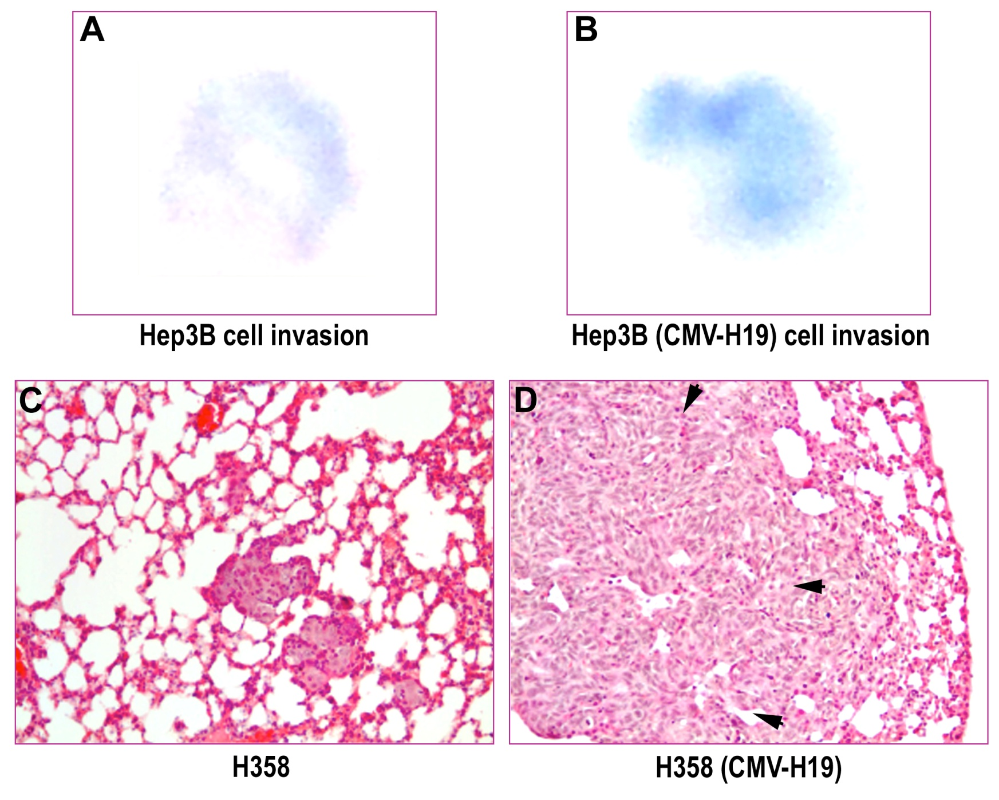 A
B
Hep3B cell invasion
Hep3B (CMV-H19) cell invasion
C
D
H358
H358 (CMV-H19)